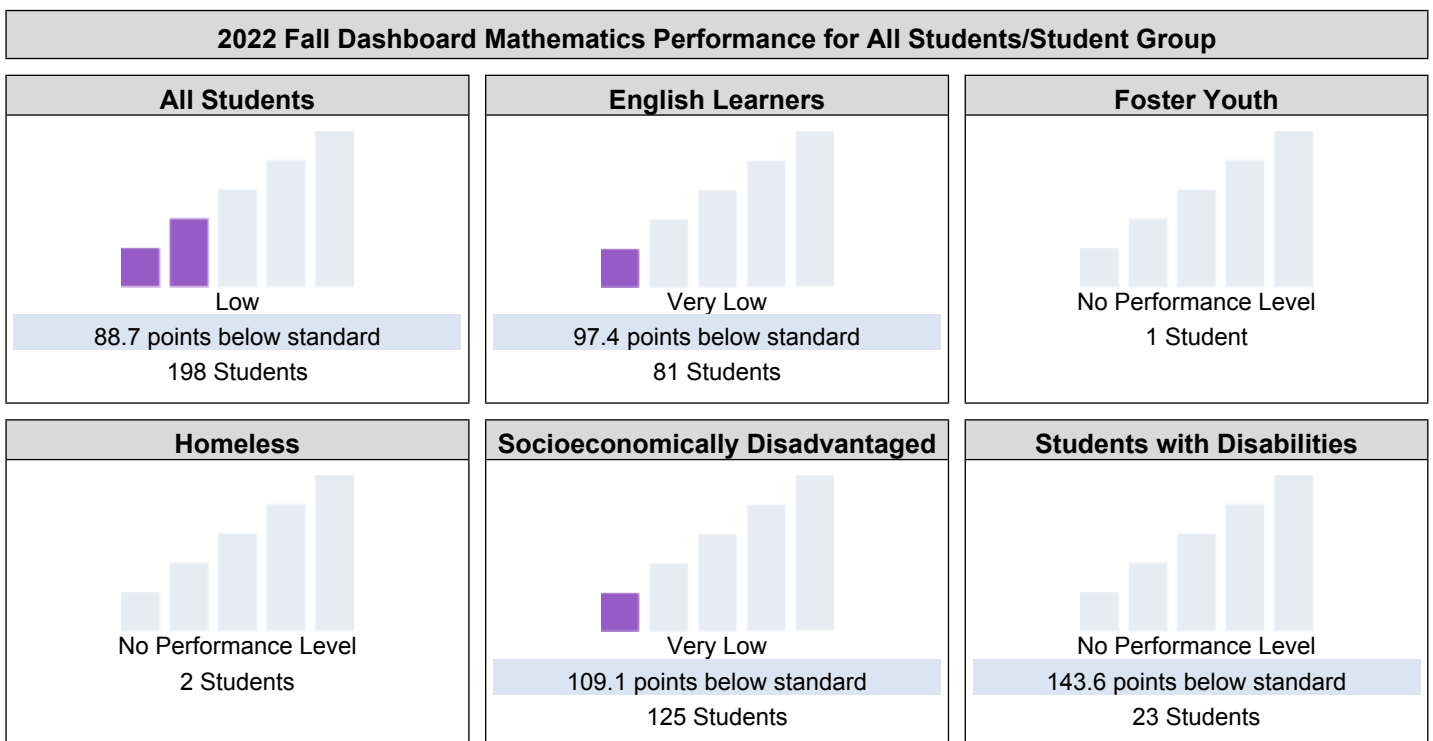 2022 Fall Dashboard Mathematics Performance for All Students/Student Group
All Students
Low
88.7 points below standard
198 Students
English Learners
Very Low
97.4 points below standard
81 Students
Foster Youth
No Performance Level
1 Student
Homeless
No Performance Level
2 Students
Socioeconomically Disadvantaged
Very Low
109.1 points below standard
125 Students
Students with Disabilities
No Performance Level
143.6 points below standard
23 Students